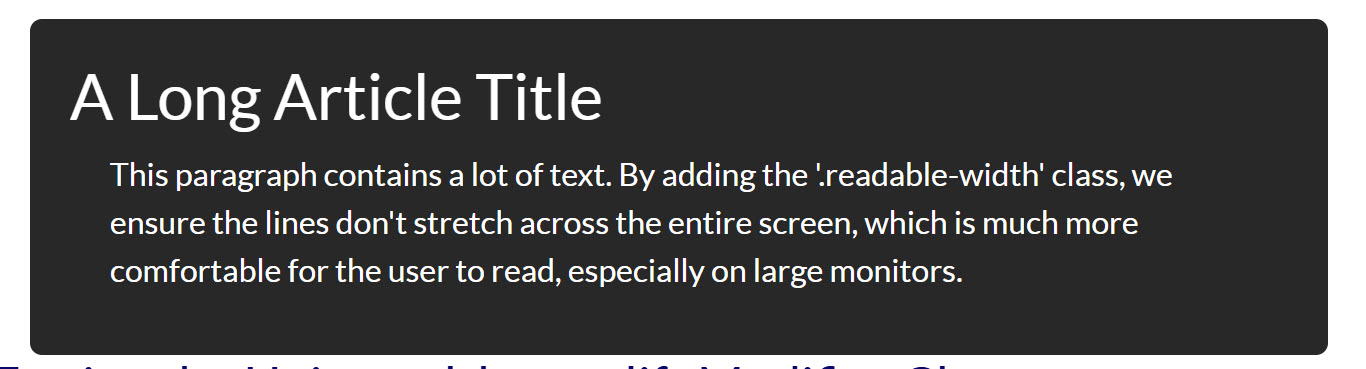 A Long Article Title
This paragraph contains a lot of text. By adding the '.readable-width' class, we
ensure the lines don't stretch across the entire screen, which is much more
comfortable for the user to read, especially on large monitors.